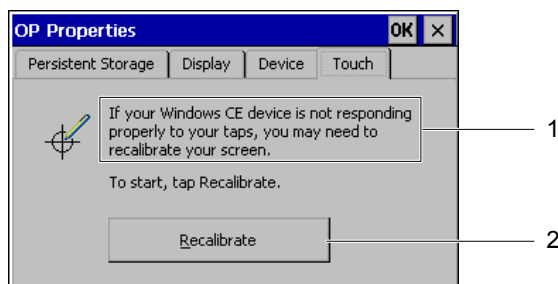 OP Properties OK ×
Persistent Storage Display Device Touch
If your Windows CE device is not responding
properly to your taps, you may need to
recalibrate your screen.
1
To start, tap Recalibrate.
Recalibrate
2